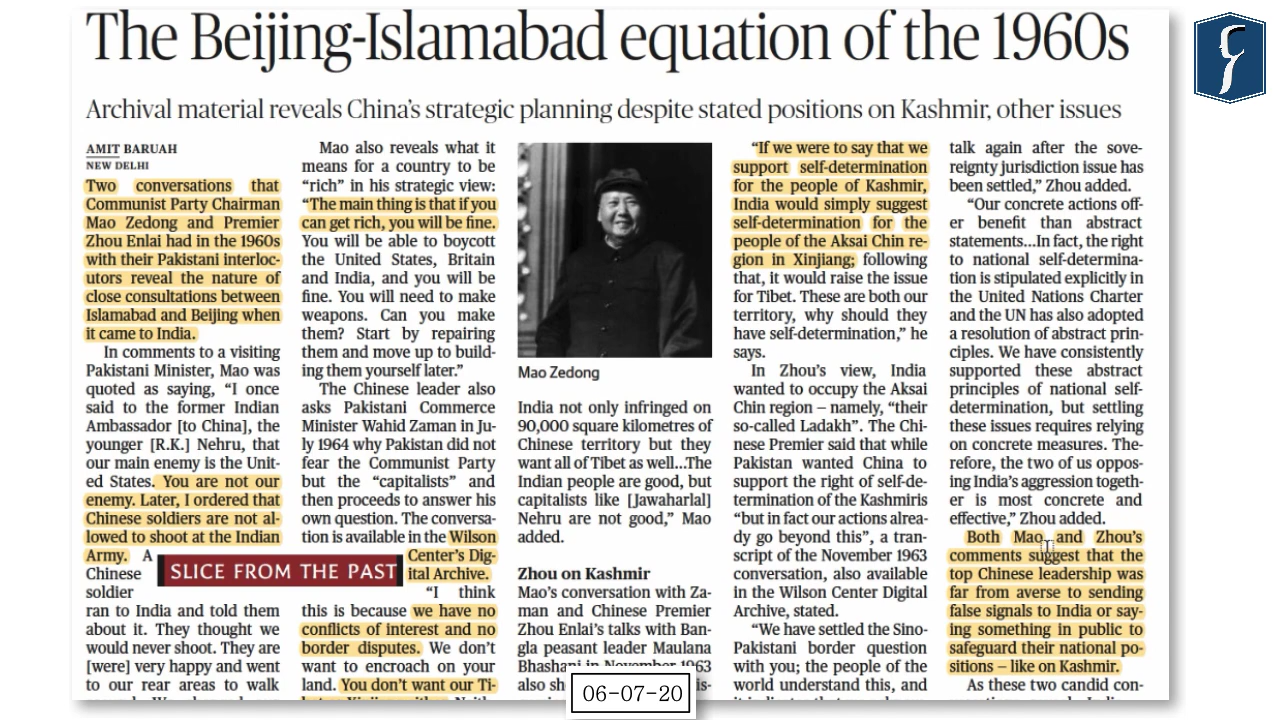 The Beijing-Islamabad equation of the 1960s
Archival material reveals China's strategic planning despite stated positions on Kashmir, other issues
AMIT BARUAH
NEW DELHI
Two conversations that
Communist Party Chairman
Mao Zedong and Premier
Zhou Enlai had in the 1960s
with their Pakistani interloc-
utors reveal the nature of
close consultations between
Islamabad and Beijing when
it came to India.
In comments to a visiting
Pakistani Minister, Mao was
quoted as saying, “I once
said to the former Indian
Ambassador [to China], the
younger [R.K.] Nehru, that
our main enemy is the Unit-
ed States. You are not our
enemy. Later, I ordered that
Chinese soldiers are not al-
lowed to shoot at the Indian
Army. A
Chinese
soldier
ran to India and told them
about it. They thought we
would never shoot. They are
[were] very happy and went
to our rear areas to walk
SLICE FROM THE PAST
Mao also reveals what it
means for a country to be
“rich” in his strategic view:
“The main thing is that if you
can get rich, you will be fine.
You will be able to boycott
the United States, Britain
and India, and you will be
fine. You will need to make
weapons. Can you make
them? Start by repairing
them and move up to build-
ing them yourself later.”
The Chinese leader also
asks Pakistani Commerce
Minister Wahid Zaman in Ju-
ly 1964 why Pakistan did not
fear the Communist Party
but the “capitalists” and
then proceeds to answer his
own question. The conversa-
tion is available in the Wilson
Center's Dig-
ital Archive.
“I think
this is because we have no
conflicts of interest and no
border disputes. We don't
want to encroach on your
land. You don't want our Ti-
Mao Zedong
India not only infringed on
90,000 square kilometres of
Chinese territory but they
want all of Tibet as well...The
Indian people are good, but
capitalists like [Jawaharlal]
Nehru are not good,” Mao
added.
Zhou on Kashmir
Mao's conversation with Za-
man and Chinese Premier
Zhou Enlai's talks with Ban-
gla peasant leader Maulana
Bhashani in November 1963
also
06-07-20
“If we were to say that we
support self-determination
for the people of Kashmir,
India would simply suggest
self-determination for the
people of the Aksai Chin re-
gion in Xinjiang; following
that, it would raise the issue
for Tibet. These are both our
territory, why should they
have self-determination,” he
says.
In Zhou's view, India
wanted to occupy the Aksai
Chin region – namely, “their
so-called Ladakh”. The Chi-
nese Premier said that while
Pakistan wanted China to
support the right of self-de-
termination of the Kashmiris
“but in fact our actions alrea-
dy go beyond this”, a tran-
script of the November 1963
conversation, also available
in the Wilson Center Digital
Archive, stated.
“We have settled the Sino-
Pakistani border question
with you; the people of the
world understand this, and
talk again after the sove-
reignty jurisdiction issue has
been settled,” Zhou added.
“Our concrete actions off-
er benefit than abstract
statements...In fact, the right
to national self-determina-
tion is stipulated explicitly in
the United Nations Charter
and the UN has also adopted
a resolution of abstract prin-
ciples. We have consistently
supported these abstract
principles of national self-
determination, but settling
these issues requires relying
on concrete measures. The-
refore, the two of us oppos-
ing India's aggression togeth-
er is most concrete and
effective,” Zhou added.
Both Mao and Zhou's
comments suggest that the
top Chinese leadership was
far from averse to sending
false signals to India or say-
ing something in public to
safeguard their national po-
sitions – like on Kashmir.
As these two candid con-